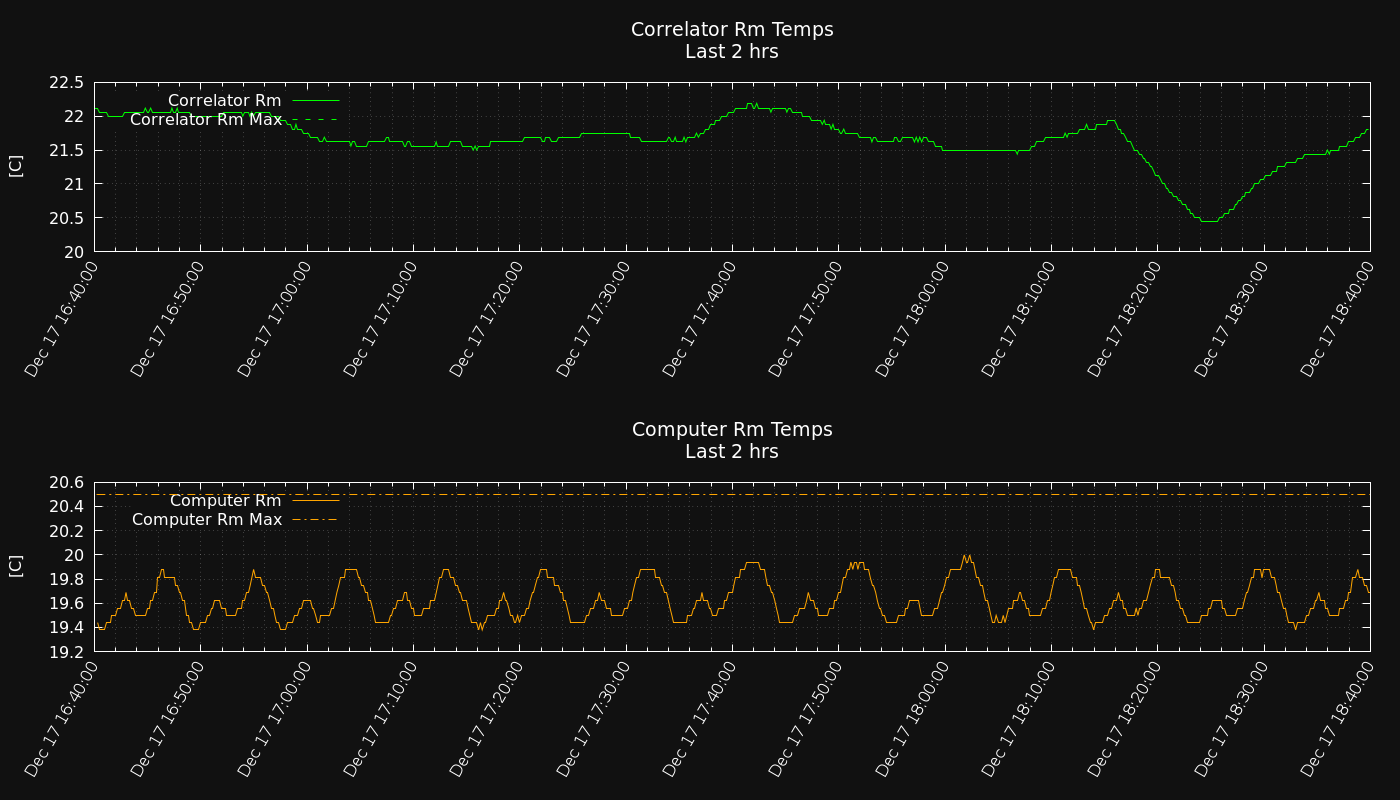 Correlator Rm Temps
Last 2 hrs
[C]
22.5
22
21.5
21
20.5
20
Correlator Rm
Correlator Rm Max
Dec 17 16:40:00
Dec 17 16:50:00
Dec 17 17:00:00
Dec 17 17:10:00
Dec 17 17:20:00
Dec 17 17:30:00
Dec 17 17:40:00
Dec 17 17:50:00
Dec 17 18:00:00
Dec 17 18:10:00
Dec 17 18:20:00
Dec 17 18:30:00
Dec 17 18:40:00
Computer Rm Temps
Last 2 hrs
[C]
20.6
20.4
20.2
20
19.8
19.6
19.4
19.2
Computer Rm
Computer Rm Max
Dec 17 16:40:00
Dec 17 16:50:00
Dec 17 17:00:00
Dec 17 17:10:00
Dec 17 17:20:00
Dec 17 17:30:00
Dec 17 17:40:00
Dec 17 17:50:00
Dec 17 18:00:00
Dec 17 18:10:00
Dec 17 18:20:00
Dec 17 18:30:00
Dec 17 18:40:00